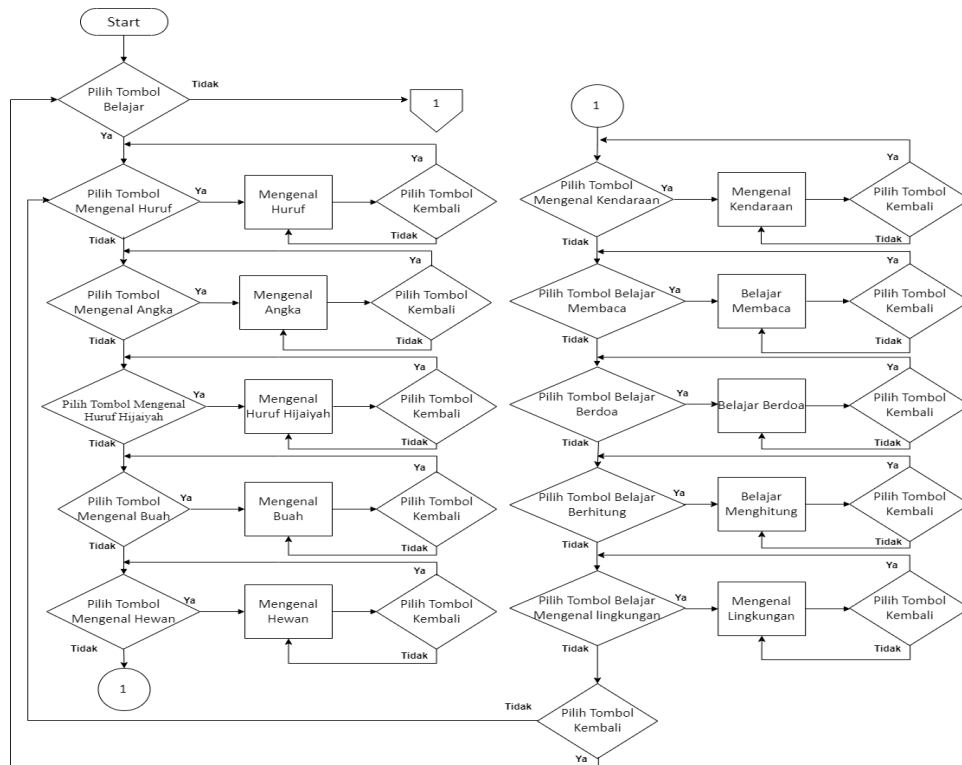 Start
Pilih Tombol
Belajar
Tidak
1
Ya
Pilih Tombol
Mengenal Huruf
Ya
Mengenal
Huruf
Ya
Pilih Tombol
Kembali
Tidak
Tidak
Pilih Tombol
Mengenal Angka
Ya
Mengenal
Angka
Ya
Pilih Tombol
Kembali
Tidak
Tidak
Pilih Tombol Mengenal
Huruf Hijaiyah
Ya
Mengenal
Huruf Hijaiyah
Ya
Pilih Tombol
Kembali
Tidak
Tidak
Pilih Tombol
Mengenal Buah
Ya
Mengenal
Buah
Ya
Pilih Tombol
Kembali
Tidak
Tidak
Pilih Tombol
Mengenal Hewan
Ya
Mengenal
Hewan
Ya
Pilih Tombol
Kembali
Tidak
Tidak
1
1
Pilih Tombol
Mengenal Kendaraan
Ya
Mengenal
Kendaraan
Ya
Pilih Tombol
Kembali
Tidak
Tidak
Pilih Tombol Belajar
Membaca
Ya
Belajar
Membaca
Ya
Pilih Tombol
Kembali
Tidak
Tidak
Pilih Tombol Belajar
Berdoa
Ya
Belajar Berdoa
Ya
Pilih Tombol
Kembali
Tidak
Tidak
Pilih Tombol Belajar
Berhitung
Ya
Belajar
Menghitung
Ya
Pilih Tombol
Kembali
Tidak
Tidak
Pilih Tombol Belajar
Mengenal lingkungan
Ya
Mengenal
Lingkungan
Ya
Pilih Tombol
Kembali
Tidak
Tidak
Pilih Tombol
Kembali
Tidak
Ya